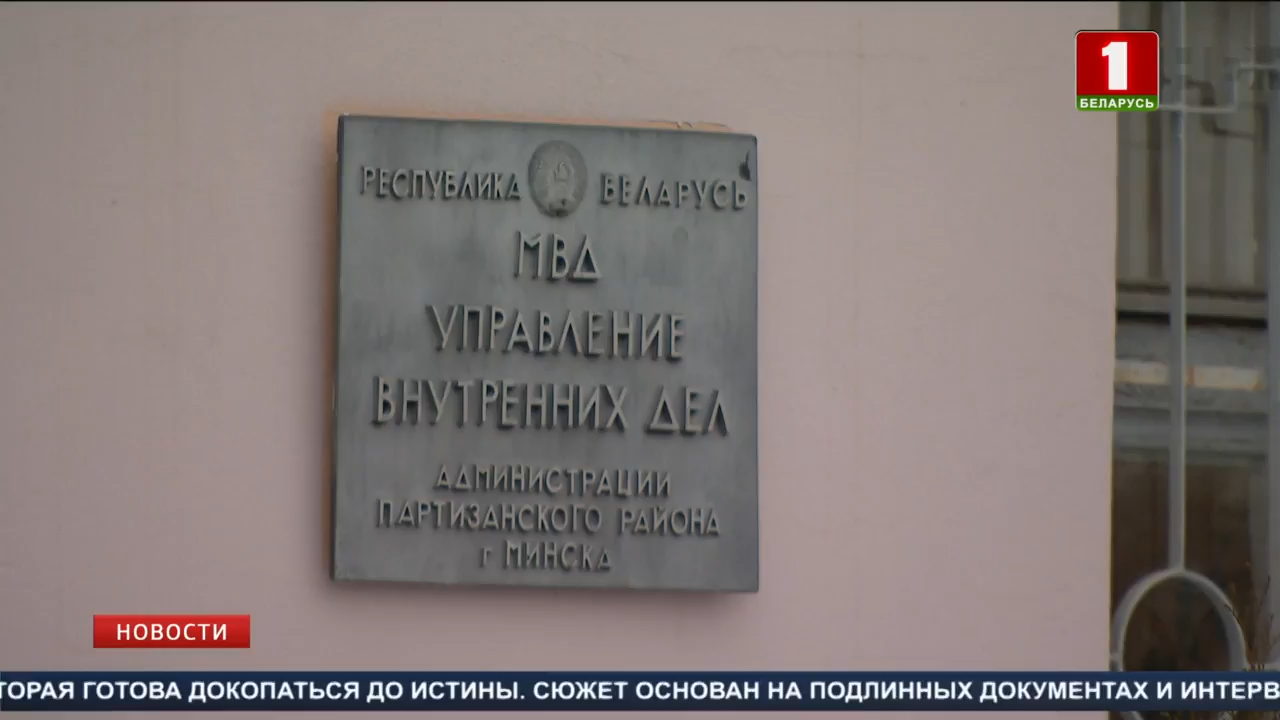 1
БЕЛАРУСЬ
РЕСПУБЛИКА БЕЛАРУСЬ
МВД
УПРАВЛЕНИЕ
ВНУТРЕННИХ ДЕЛ
АДМИНИСТРАЦИИ
ПАРТИЗАНСКОГО РАЙОНА
г МИНСКА
НОВОСТИ
ТОРАЯ ГОТОВА ДОКОПАТЬСЯ ДО ИСТИНЫ. СЮЖЕТ ОСНОВАН НА ПОДЛИННЫХ ДОКУМЕНТАХ И ИНТЕРВ